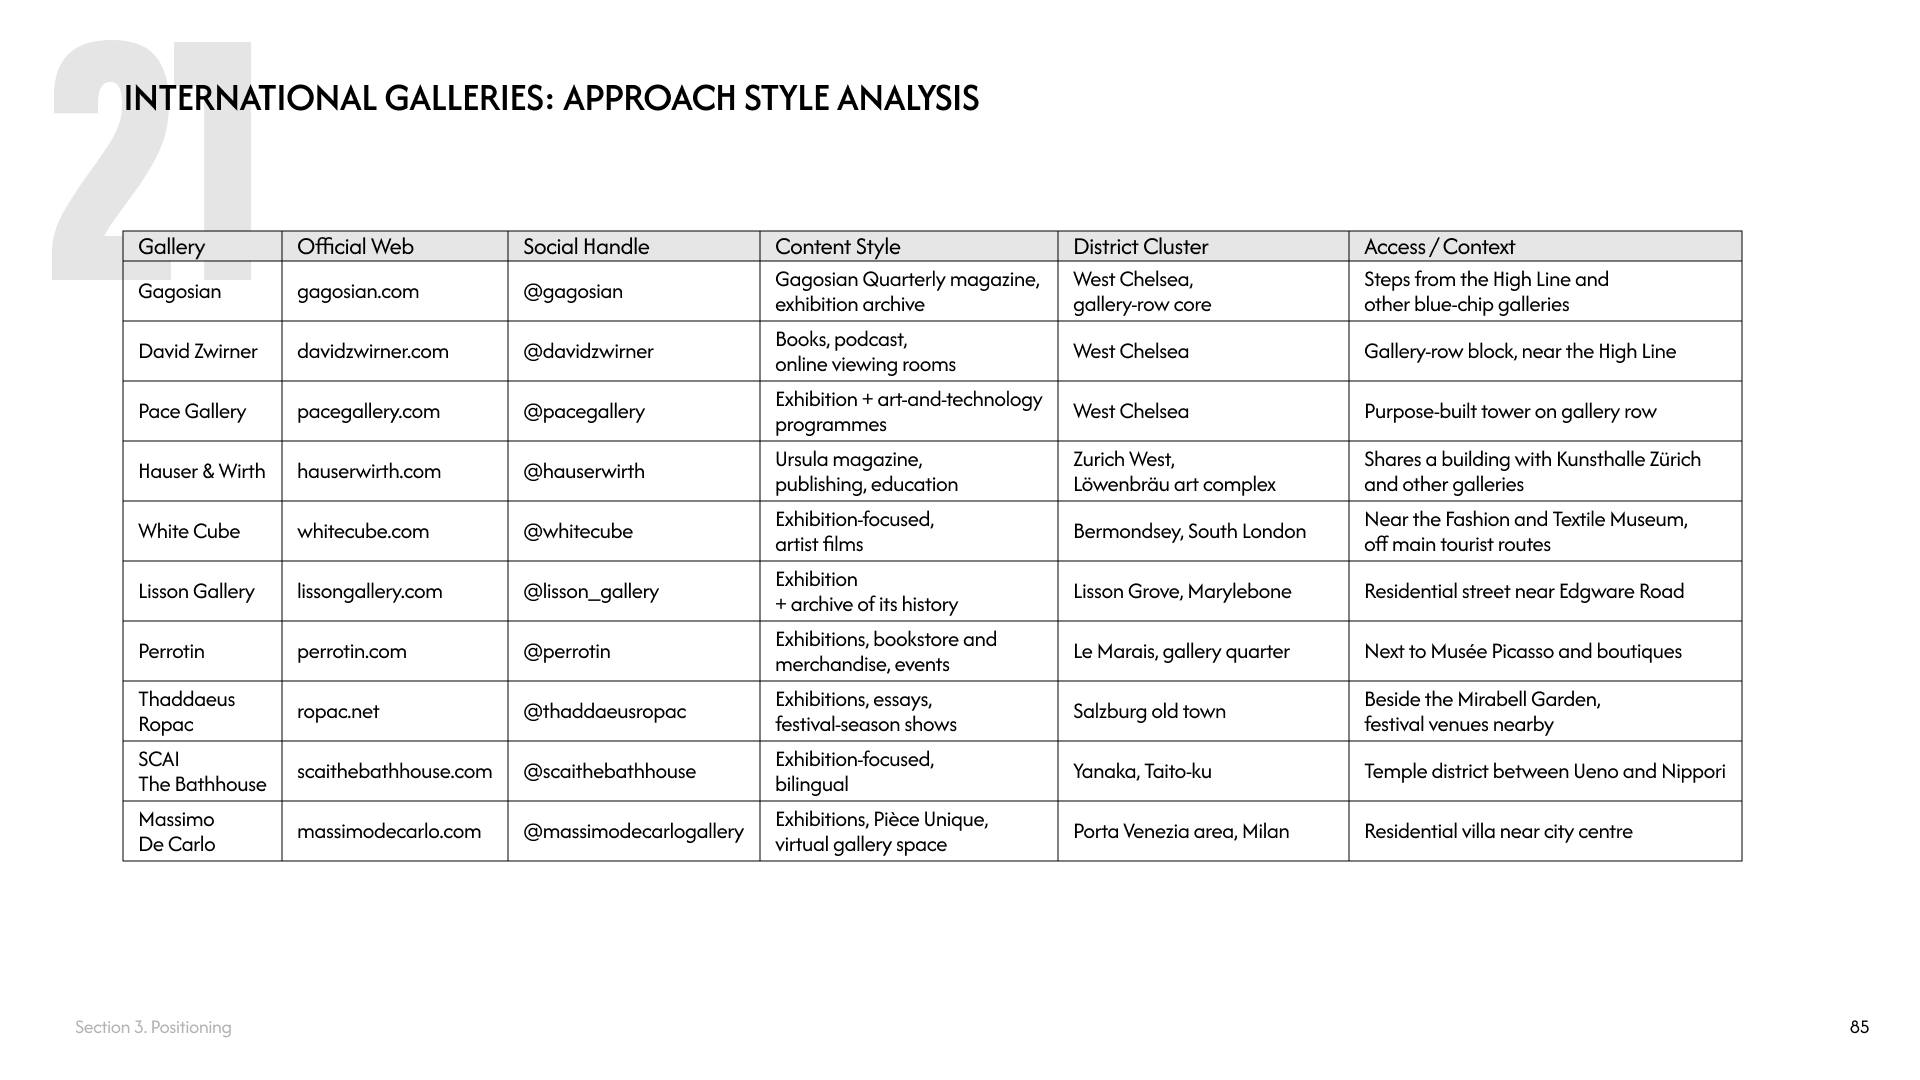 21
INTERNATIONAL GALLERIES: APPROACH STYLE ANALYSIS
Gallery
Official Web
Social Handle
Content Style
District Cluster
Access / Context
Gagosian
gagosian.com
@gagosian
Gagosian Quarterly magazine,
exhibition archive
West Chelsea,
gallery-row core
Steps from the High Line and
other blue-chip galleries
David Zwirner
davidzwirner.com
@davidzwirner
Books, podcast,
online viewing rooms
West Chelsea
Gallery-row block, near the High Line
Pace Gallery
pacegallery.com
@pacegallery
Exhibition + art-and-technology
programmes
West Chelsea
Purpose-built tower on gallery row
Hauser & Wirth
hauserwirth.com
@hauserwirth
Ursula magazine,
publishing, education
Zurich West,
Löwenbräu art complex
Shares a building with Kunsthalle Zürich
and other galleries
White Cube
whitecube.com
@whitecube
Exhibition-focused,
artist films
Bermondsey, South London
Near the Fashion and Textile Museum,
off main tourist routes
Lisson Gallery
lissongallery.com
@lisson_gallery
Exhibition
+ archive of its history
Lisson Grove, Marylebone
Residential street near Edgware Road
Perrotin
perrotin.com
@perrotin
Exhibitions, bookstore and
merchandise, events
Le Marais, gallery quarter
Next to Musée Picasso and boutiques
Thaddaeus
Ropac
ropac.net
@thaddaeusropac
Exhibitions, essays,
festival-season shows
Salzburg old town
Beside the Mirabell Garden,
festival venues nearby
SCAI
The Bathhouse
scaithebathhouse.com
@scaithebathhouse
Exhibition-focused,
bilingual
Yanaka, Taito-ku
Temple district between Ueno and Nippori
Massimo
De Carlo
massimodecarlo.com
@massimodecarlogallery
Exhibitions, Pièce Unique,
virtual gallery space
Porta Venezia area, Milan
Residential villa near city centre
Section 3. Positioning
85